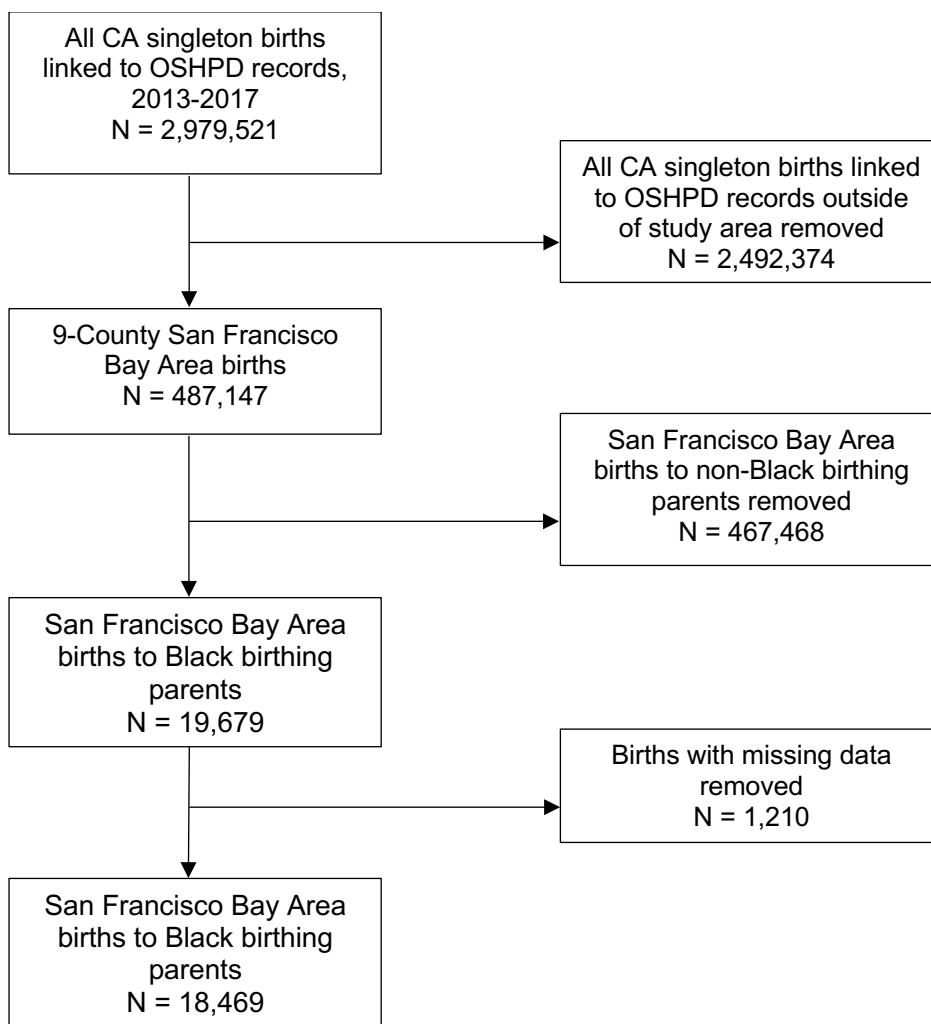 All CA singleton births
linked to OSHPD records,
2013-2017
N = 2,979,521
All CA singleton births linked
to OSHPD records outside
of study area removed
N = 2,492,374
9-County San Francisco
Bay Area births
N = 487,147
San Francisco Bay Area
births to non-Black birthing
parents removed
N = 467,468
San Francisco Bay Area
births to Black birthing
parents
N = 19,679
Births with missing data
removed
N = 1,210
San Francisco Bay Area
births to Black birthing
parents
N = 18,469